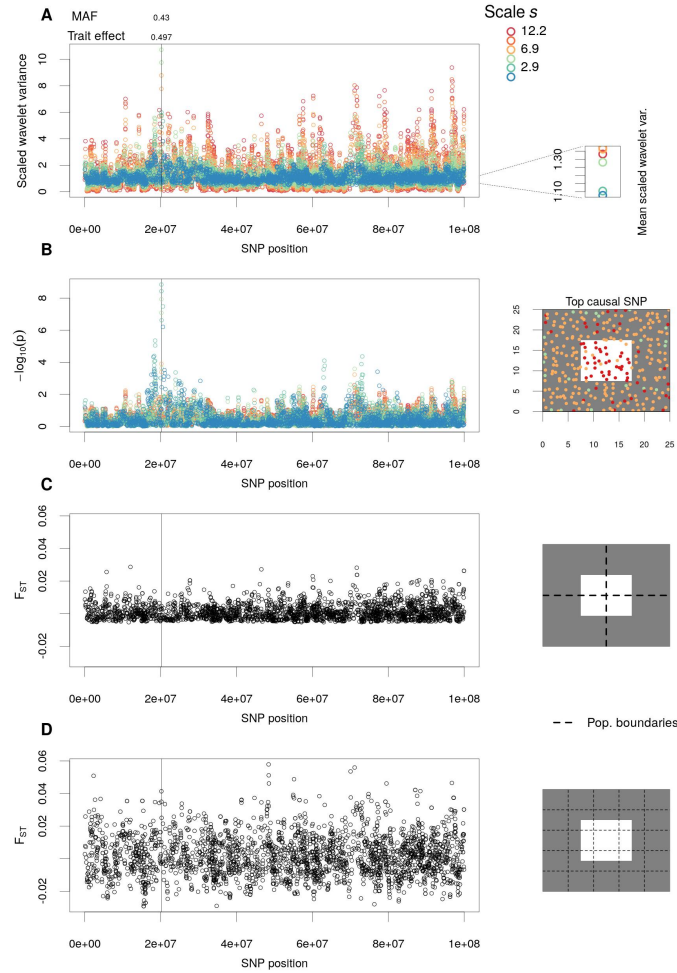 A
MAF
0.43
Trait effect
0.497
Scaled wavelet variance
10
8
6
4
2
0
0e+00 2e+07 4e+07 6e+07 8e+07 1e+08
SNP position
Scale s
12.2
6.9
2.9
1.30
1.10
Mean scaled wavelet var.
B
−log10(p)
8
6
4
2
0
0e+00 2e+07 4e+07 6e+07 8e+07 1e+08
SNP position
Top causal SNP
25
20
15
10
5
0
0 5 10 15 20 25
C
FST
0.06
0.04
0.02
-0.02
0e+00 2e+07 4e+07 6e+07 8e+07 1e+08
SNP position
Pop. boundaries
D
FST
0.06
0.04
0.02
-0.02
0e+00 2e+07 4e+07 6e+07 8e+07 1e+08
SNP position